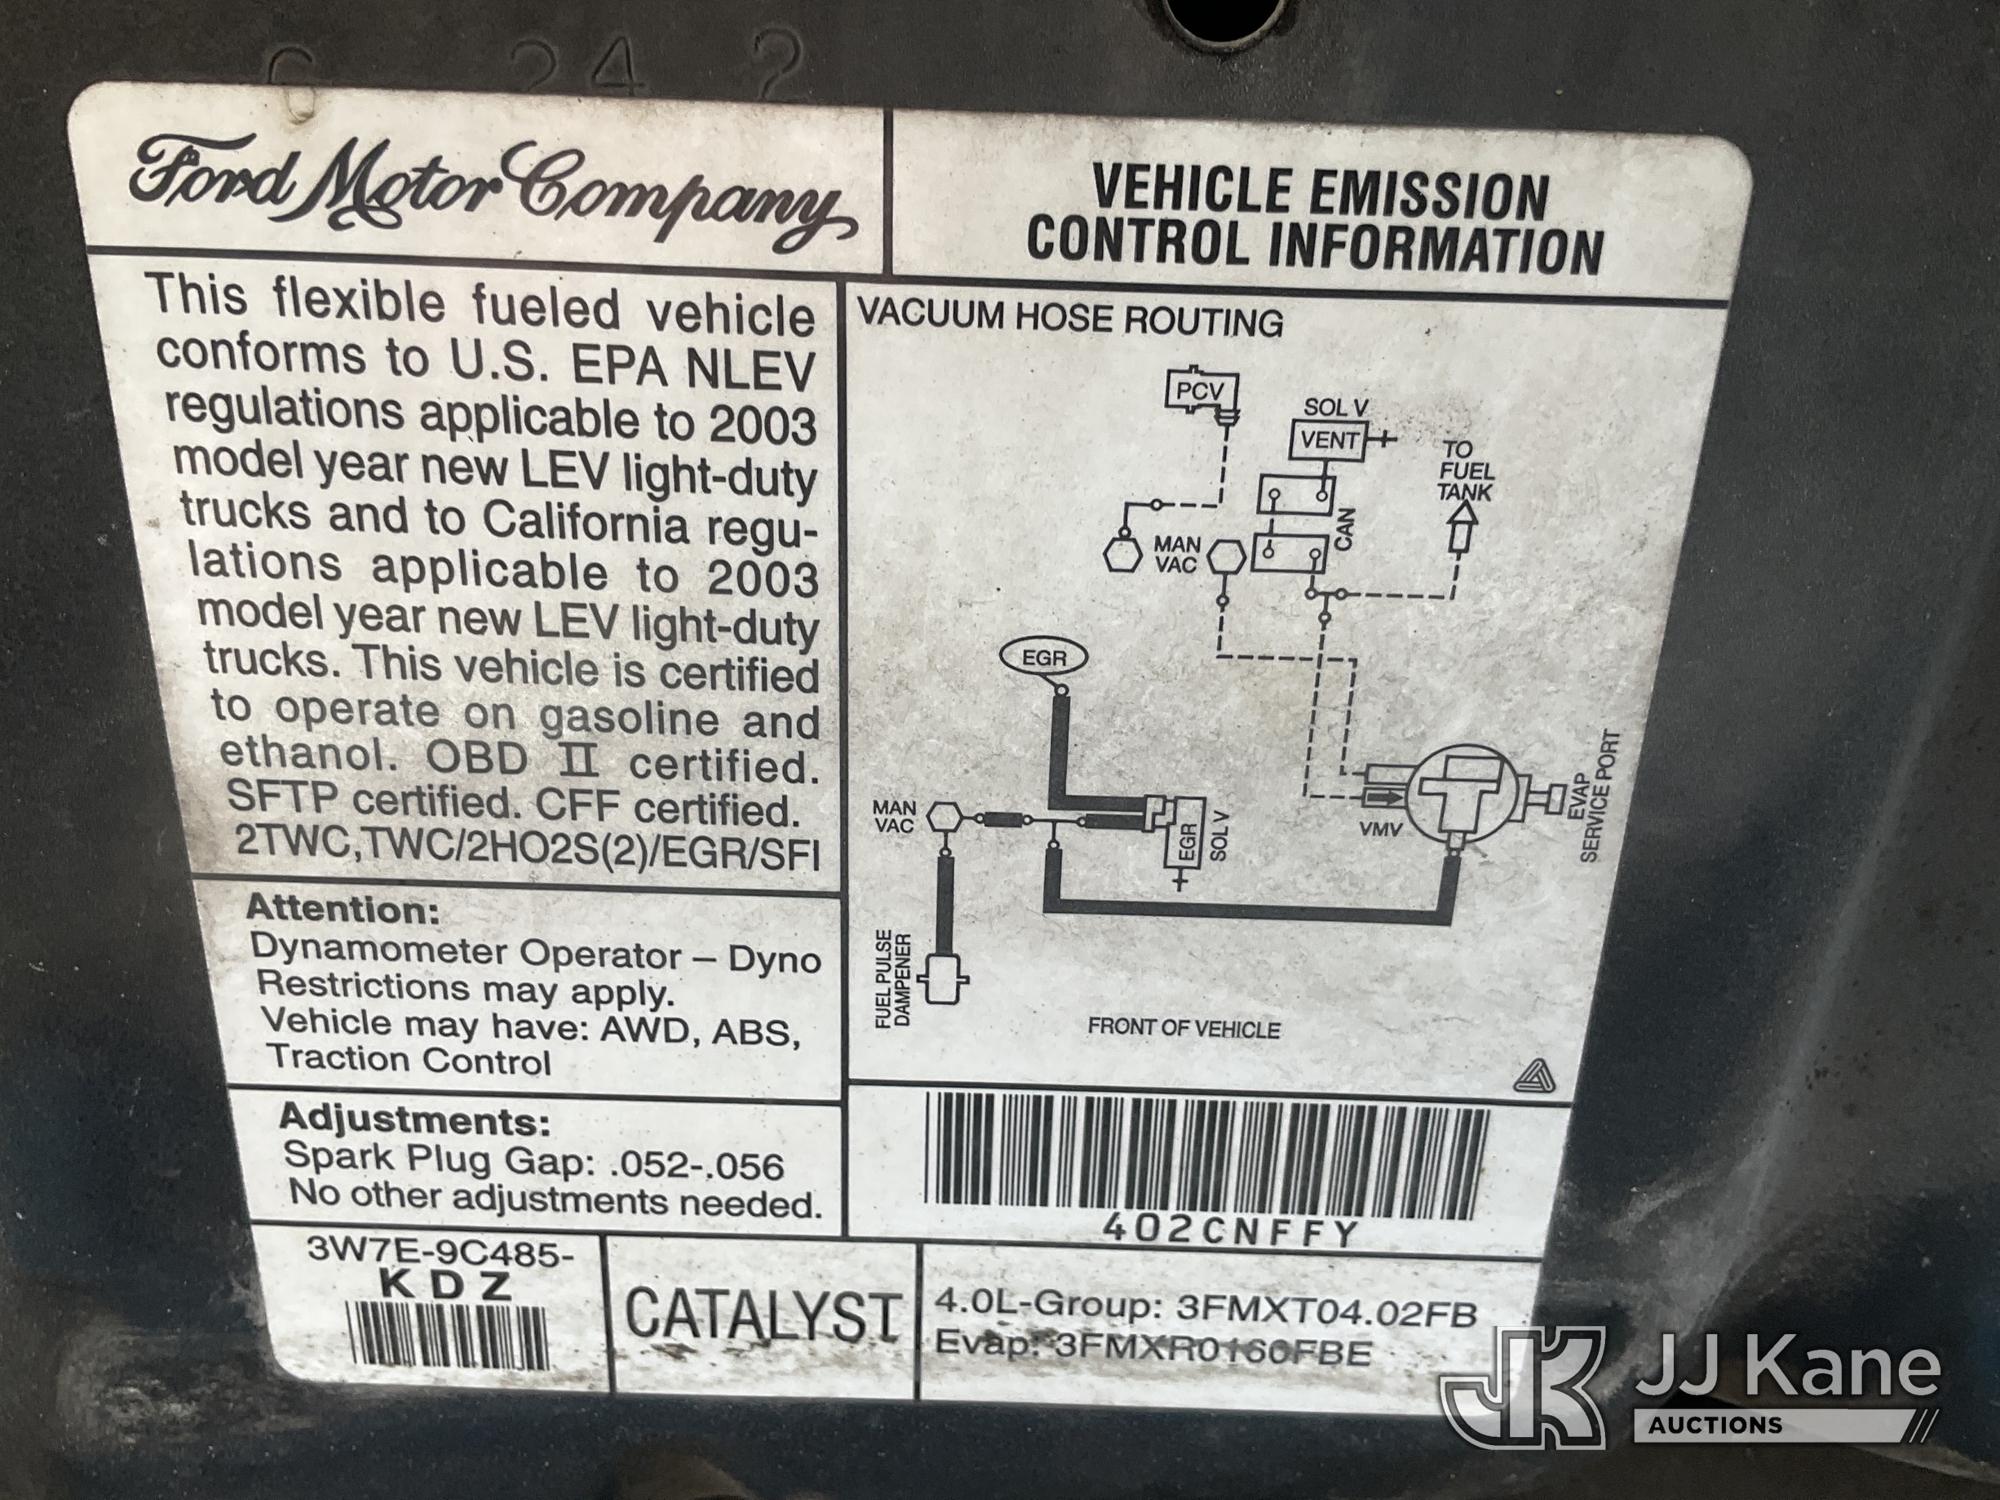 24 2
Ford Motor Company
VEHICLE EMISSION
CONTROL INFORMATION
This flexible fueled vehicle
conforms to U.S. EPA NLEV
regulations applicable to 2003
model year new LEV light-duty
trucks and to California regu-
lations applicable to 2003
model year new LEV light-duty
trucks. This vehicle is certified
to operate on gasoline and
ethanol. OBD II certified.
SFTP certified. CFF certified.
2TWC,TWC/2HO2S(2)/EGR/SFI
Attention:
Dynamometer Operator – Dyno
Restrictions may apply.
Vehicle may have: AWD, ABS,
Traction Control
Adjustments:
Spark Plug Gap: .052-.056
No other adjustments needed.
VACUUM HOSE ROUTING
PCV
SOL V
VENT
TO
FUEL
TANK
CAN
MAN
VAC
EGR
MAN
VAC
EGR
SOL V
VMV
EVAP
SERVICE PORT
FUEL PULSE
DAMPENER
FRONT OF VEHICLE
402CNFFY
3W7E-9C485-
KDZ
CATALYST
4.0L-Group: 3FMXT04.02FB
Evap: 3FMXR0160FBE
JK
JJ Kane
AUCTIONS